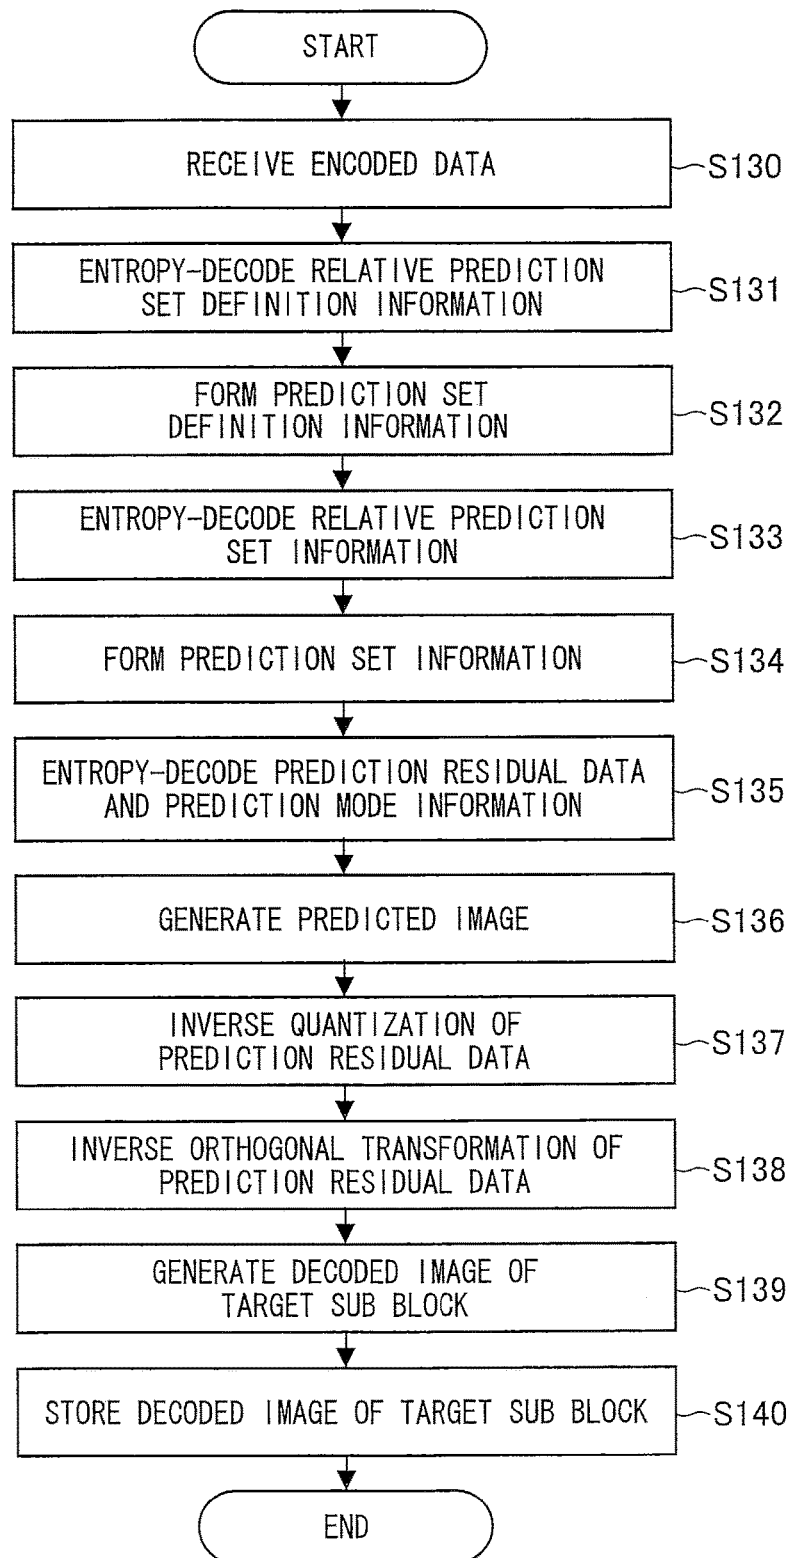 START
RECEIVE ENCODED DATA
S130
ENTROPY-DECODE RELATIVE PREDICTION
SET DEFINITION INFORMATION
S131
FORM PREDICTION SET
DEFINITION INFORMATION
S132
ENTROPY-DECODE RELATIVE PREDICTION
SET INFORMATION
S133
FORM PREDICTION SET INFORMATION
S134
ENTROPY-DECODE PREDICTION RESIDUAL DATA
AND PREDICTION MODE INFORMATION
S135
GENERATE PREDICTED IMAGE
S136
INVERSE QUANTIZATION OF
PREDICTION RESIDUAL DATA
S137
INVERSE ORTHOGONAL TRANSFORMATION OF
PREDICTION RESIDUAL DATA
S138
GENERATE DECODED IMAGE OF
TARGET SUB BLOCK
S139
STORE DECODED IMAGE OF TARGET SUB BLOCK
S140
END